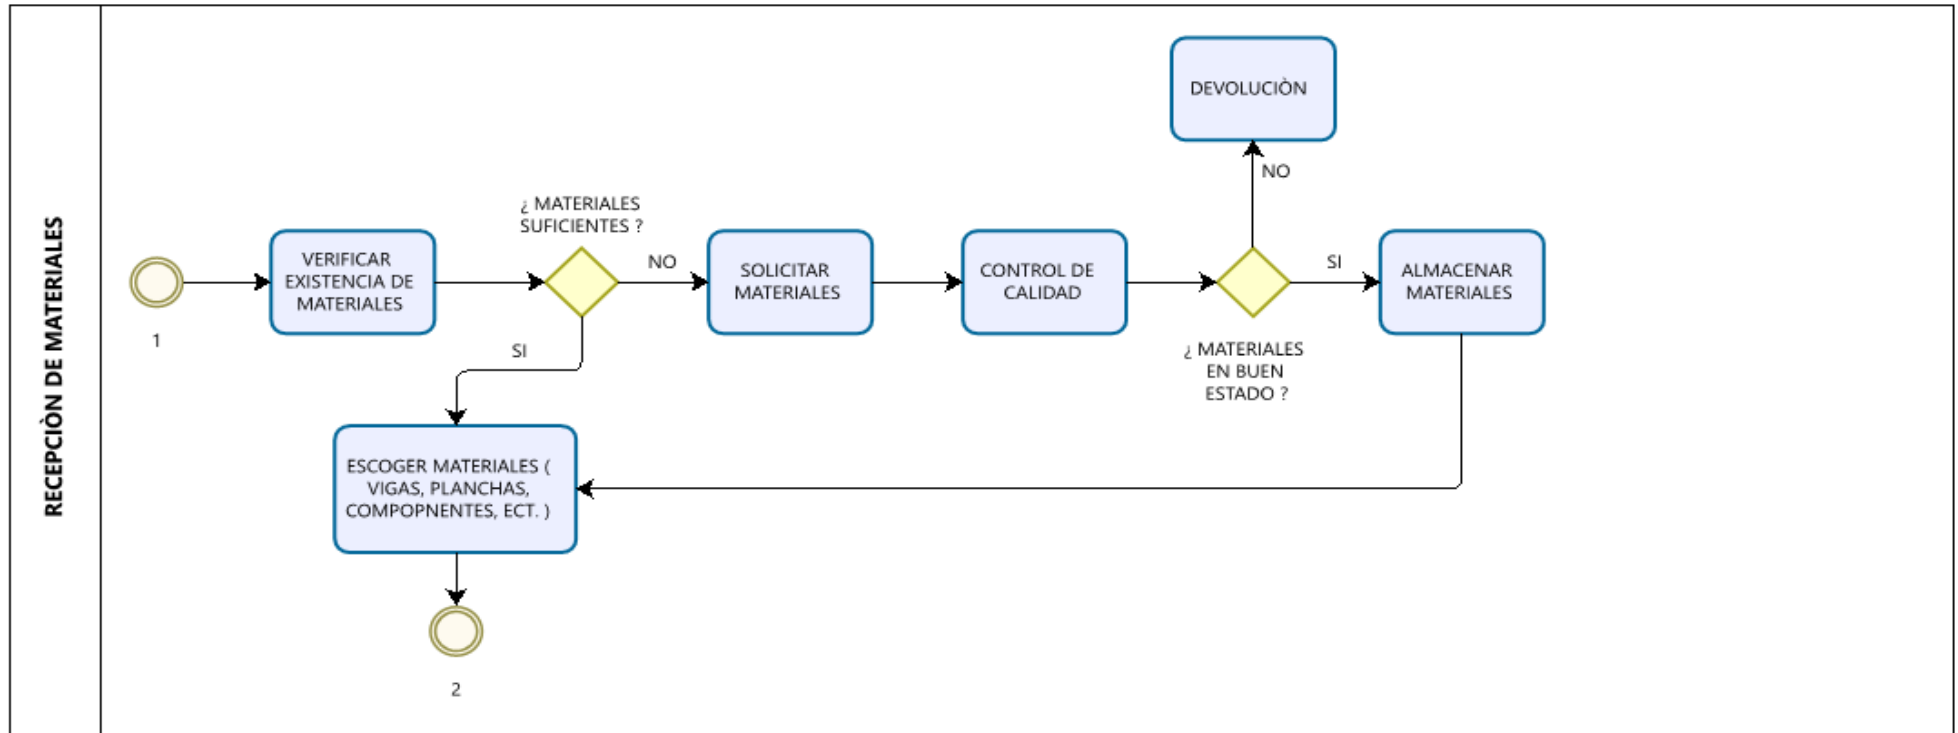 RECEPCIÒN DE MATERIALES
1
VERIFICAR
EXISTENCIA DE
MATERIALES
¿ MATERIALES
SUFICIENTES ?
NO
SI
SOLICITAR
MATERIALES
CONTROL DE
CALIDAD
¿ MATERIALES
EN BUEN
ESTADO ?
NO
DEVOLUCIÒN
SI
ALMACENAR
MATERIALES
ESCOGER MATERIALES (
VIGAS, PLANCHAS,
COMPOPNENTES, ECT. )
2